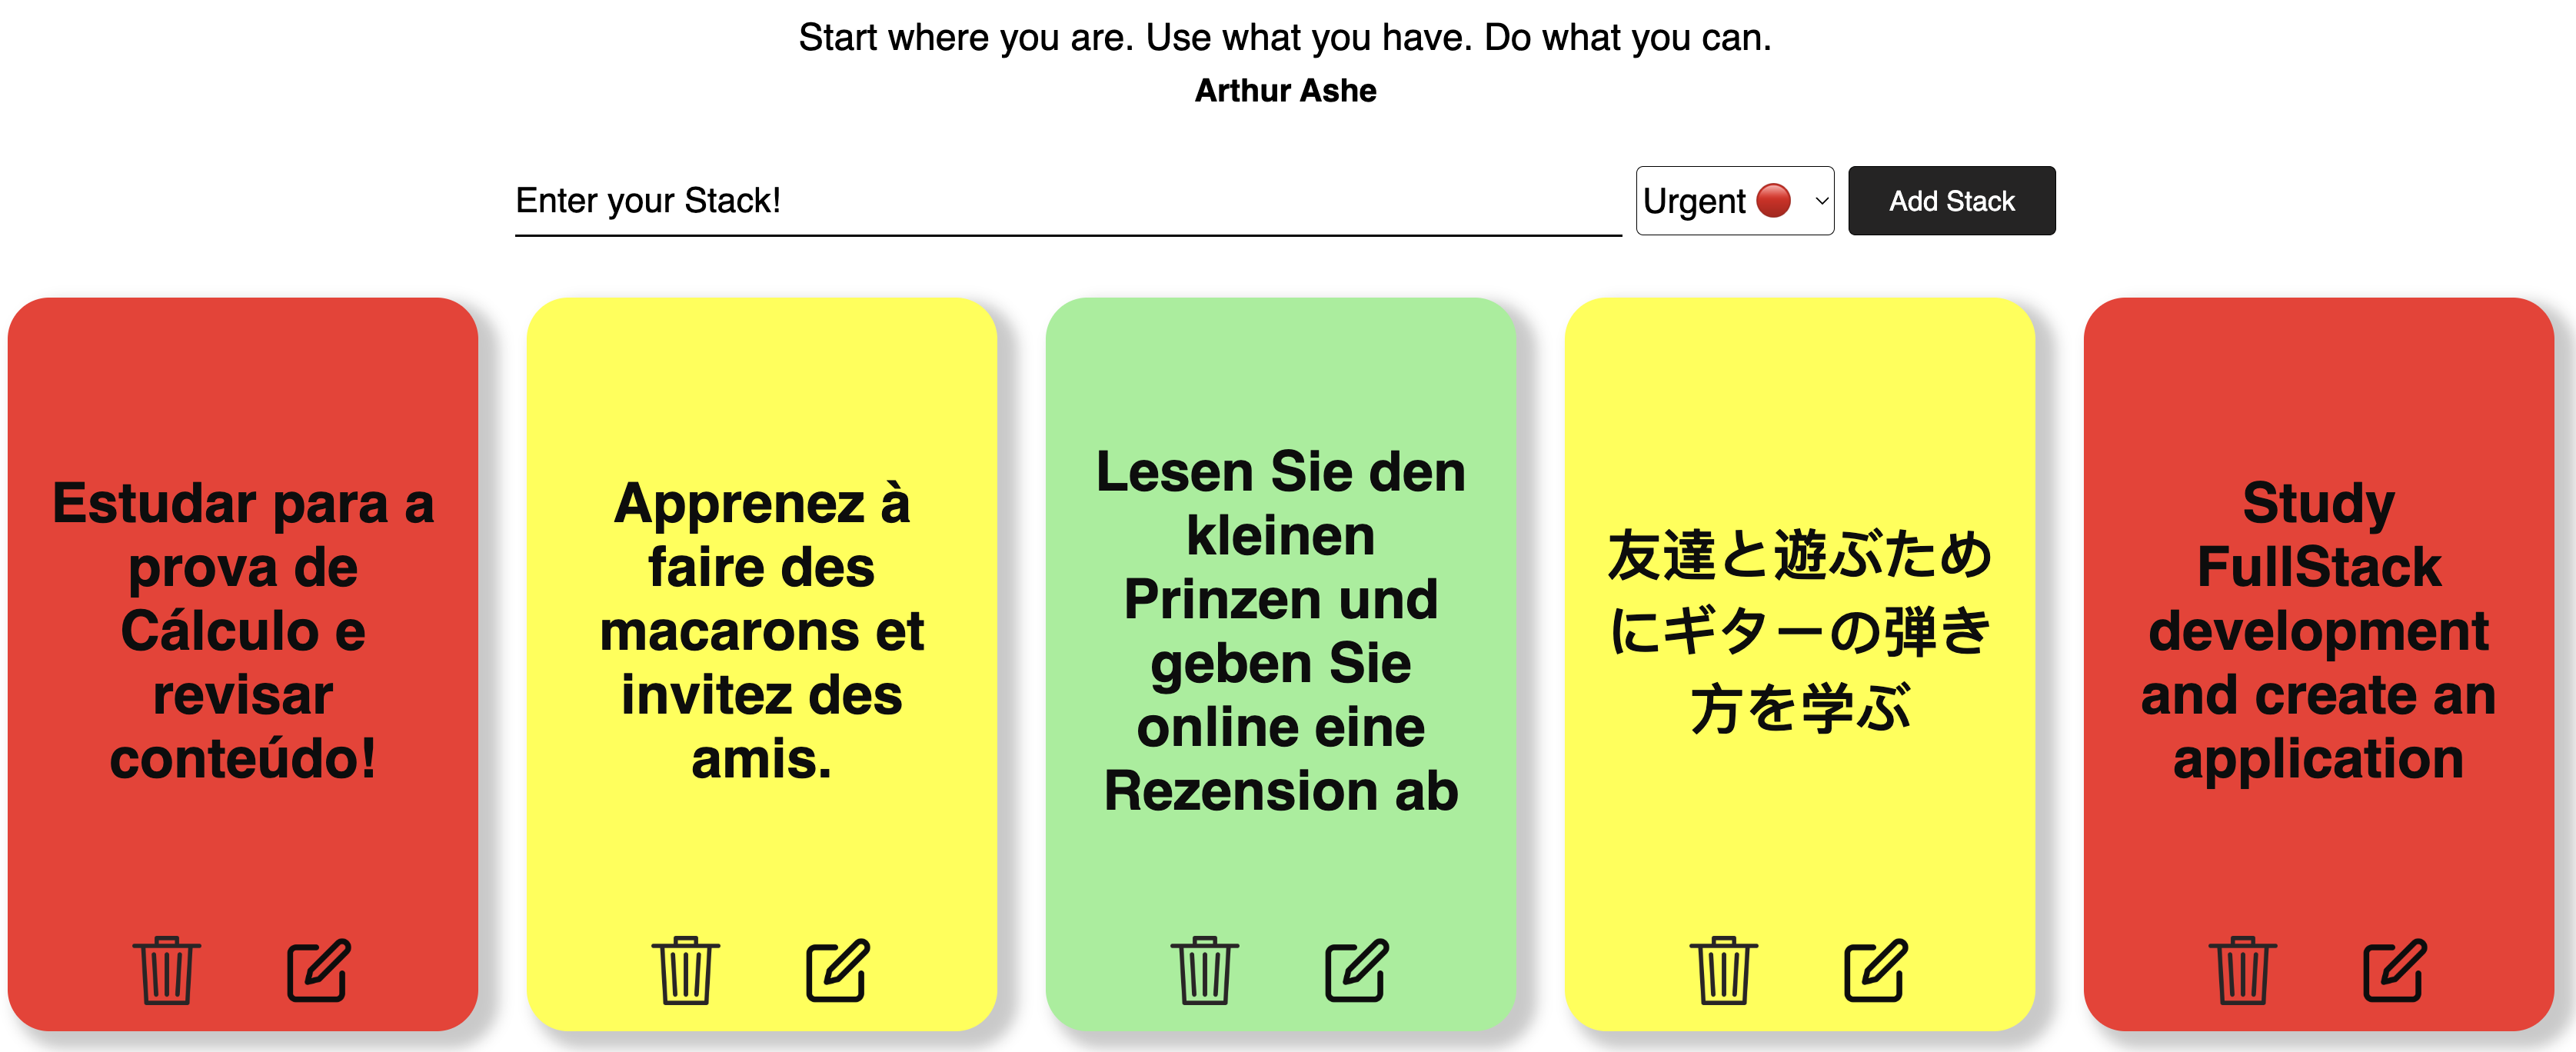 Start where you are. Use what you have. Do what you can.
Arthur Ashe
Enter your Stack!
Urgent 🔴
Add Stack
Estudar para a
prova de
Cálculo e
revisar
conteúdo!
Apprenez à
faire des
macarons et
invitez des
amis.
Lesen Sie den
kleinen
Prinzen und
geben Sie
online eine
Rezension ab
友達と遊ぶため
にギターの弾き
方を学ぶ
Study
FullStack
development
and create an
application